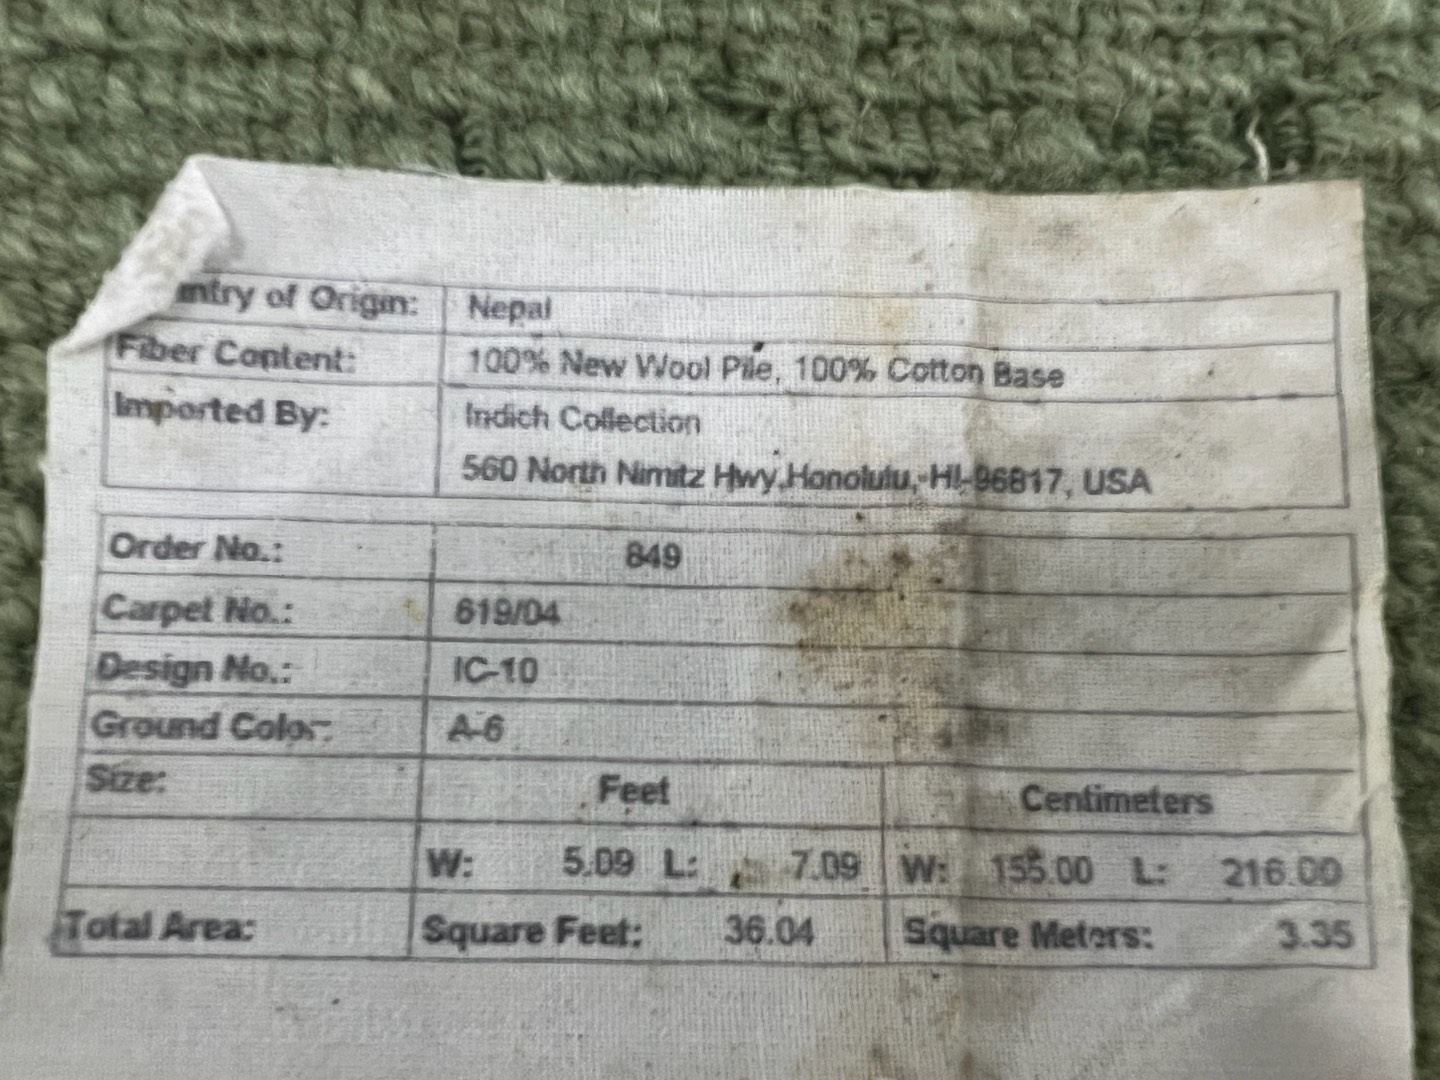 ntry of Origin: Nepal
Fiber Content: 100% New Wool Pile, 100% Cotton Base
Imported By: Indich Collection
560 North Nimitz Hwy,Honolulu,-HI-96817, USA
Order No.: 849
Carpet No.: 619/04
Design No.: IC-10
Ground Color: A-6
Size: Feet Centimeters
W: 5.09 L: 7.09 W: 155.00 L: 216.00
Total Area: Square Feet: 36.04 Square Meters: 3.35